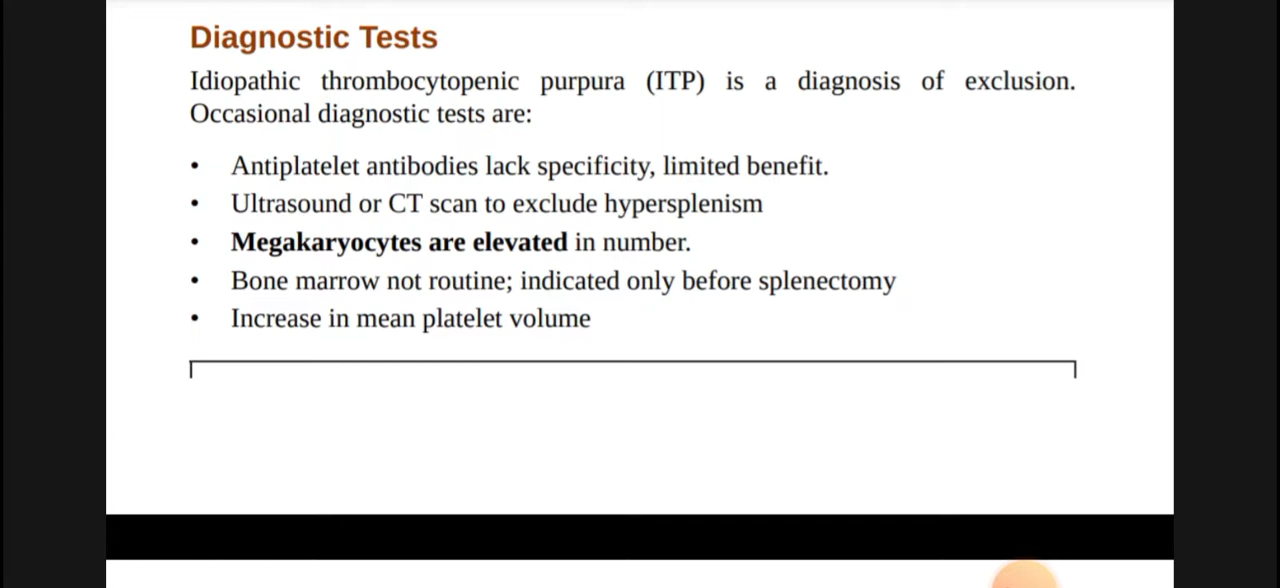 Diagnostic Tests
Idiopathic thrombocytopenic purpura (ITP) is a diagnosis of exclusion.
Occasional diagnostic tests are:
• Antiplatelet antibodies lack specificity, limited benefit.
• Ultrasound or CT scan to exclude hypersplenism
• Megakaryocytes are elevated in number.
• Bone marrow not routine; indicated only before splenectomy
• Increase in mean platelet volume